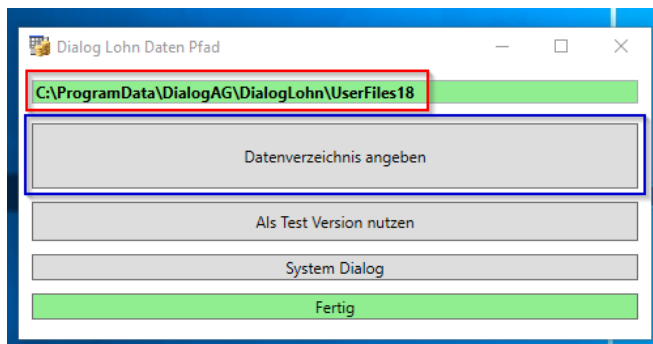 Dialog Lohn Daten Pfad
C:\ProgramData\DialogAG\DialogLohn\UserFiles18
Datenverzeichnis angeben
Als Test Version nutzen
System Dialog
Fertig